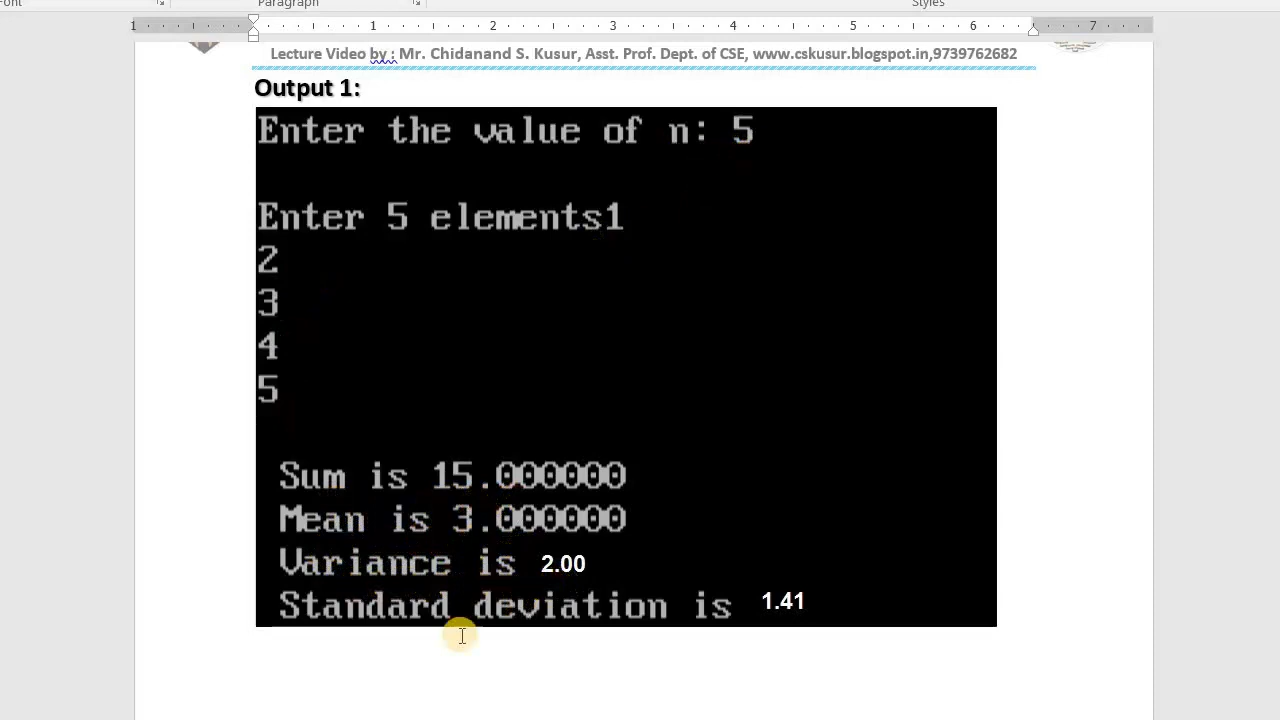 Font Paragraph Styles
1 1 2 3 4 5 6 7
Lecture Video by : Mr. Chidanand S. Kusur, Asst. Prof. Dept. of CSE, www.cskusur.blogspot.in,9739762682
Output 1:
Enter the value of n: 5
Enter 5 elements1
2
3
4
5
Sum is 15.000000
Mean is 3.000000
Variance is 2.00
Standard deviation is 1.41